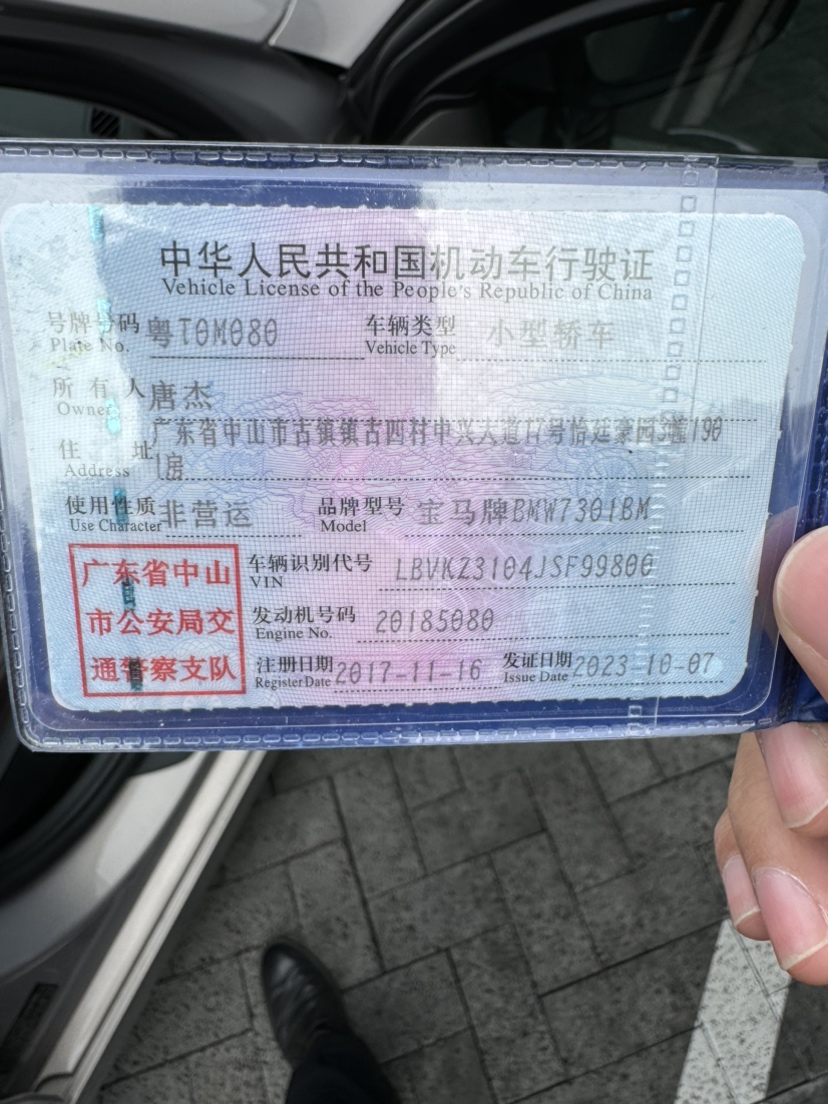 中华人民共和国机动车行驶证
Vehicle License of the People's Republic of China
号牌号码 粤T0M080 车辆类型 小型轿车
Plate No. Vehicle Type
所有人 唐杰
Owner
广东省中山市古镇镇古四村中兴大道17号怡廷豪园3幢190
住址 1房
Address
使用性质 非营运 品牌型号 宝马牌BMW7301BM
Use Character Model
广东省中山 车辆识别代号 LBVKZ3104JSF99800
VIN
市公安局交 发动机号码 20185080
Engine No.
通警察支队 注册日期 2017-11-16 发证日期 2023-10-07
Register Date Issue Date